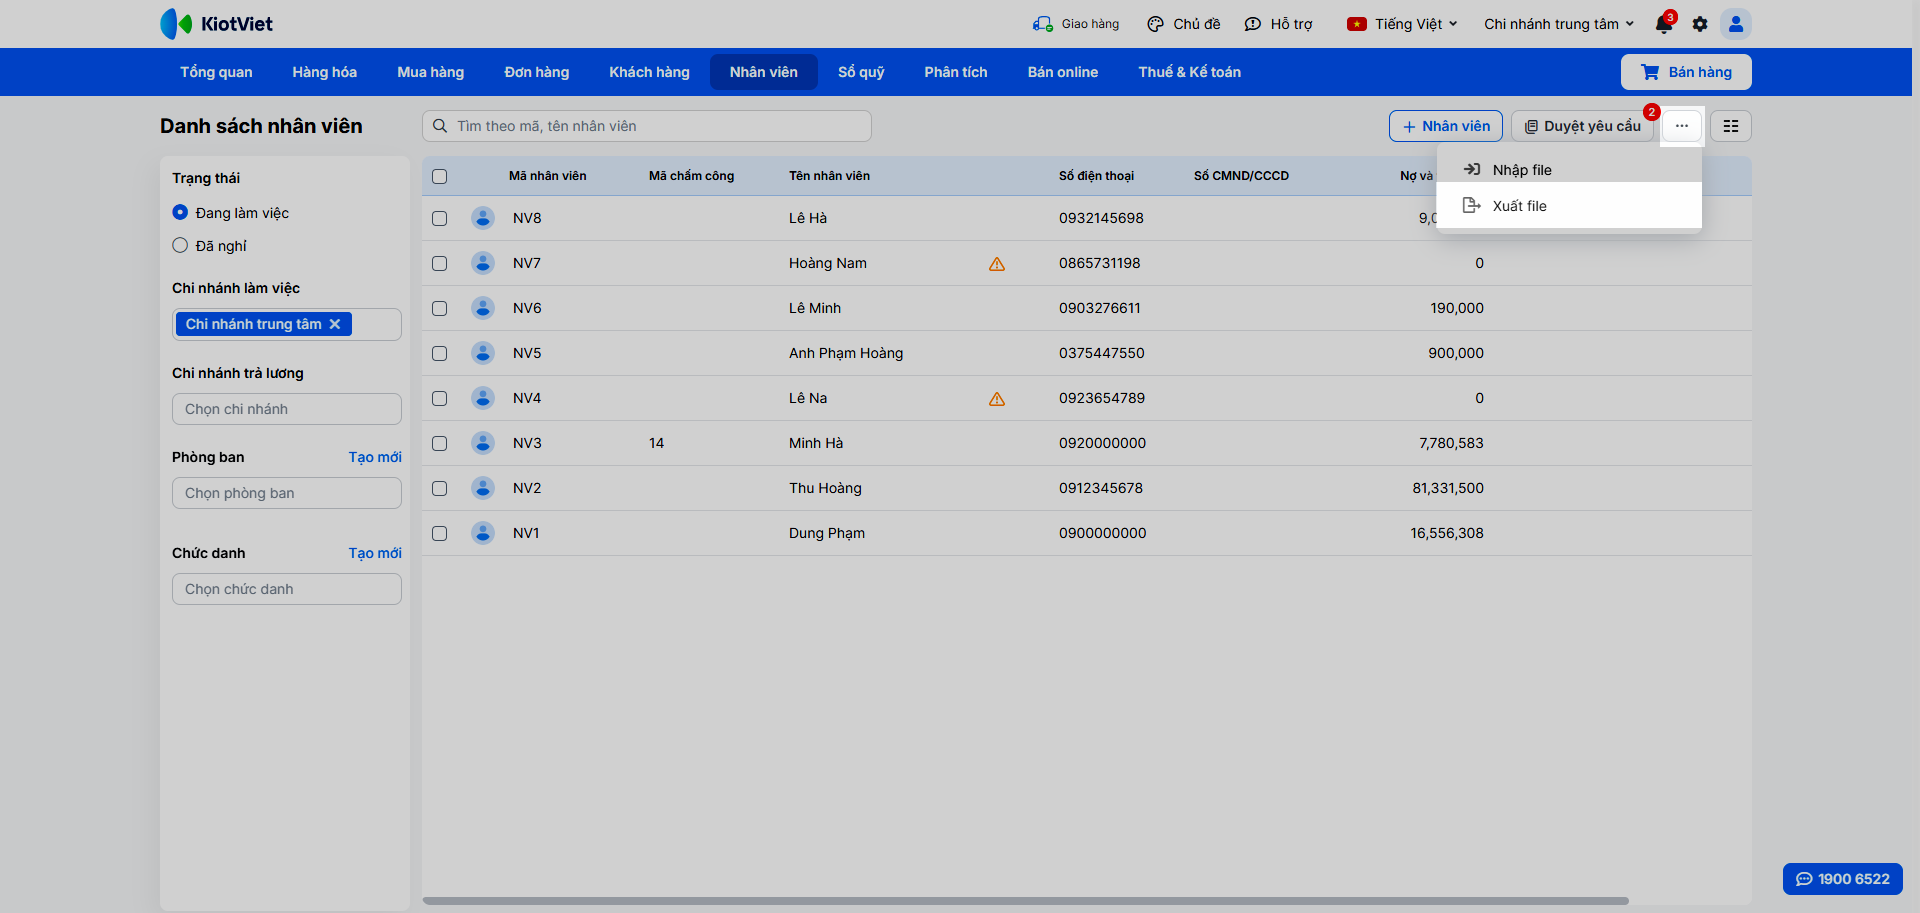 KiotViet
Giao hàng
Chủ đề
Hỗ trợ
Tiếng Việt
Chi nhánh trung tâm
3
Tổng quan
Hàng hóa
Mua hàng
Đơn hàng
Khách hàng
Nhân viên
Sổ quỹ
Phân tích
Bán online
Thuế & Kế toán
Bán hàng
Danh sách nhân viên
Tìm theo mã, tên nhân viên
Nhân viên
Duyệt yêu cầu
2
Nhập file
Xuất file
Trạng thái
Đang làm việc
Đã nghỉ
Chi nhánh làm việc
Chi nhánh trung tâm
Chi nhánh trả lương
Chọn chi nhánh
Phòng ban Tạo mới
Chọn phòng ban
Chức danh Tạo mới
Chọn chức danh
Mã nhân viên Mã chấm công Tên nhân viên Số điện thoại Số CMND/CCCD Nợ và
NV8 Lê Hà 0932145698 9,0
NV7 Hoàng Nam 0865731198 0
NV6 Lê Minh 0903276611 190,000
NV5 Anh Phạm Hoàng 0375447550 900,000
NV4 Lê Na 0923654789 0
NV3 14 Minh Hà 0920000000 7,780,583
NV2 Thu Hoàng 0912345678 81,331,500
NV1 Dung Phạm 0900000000 16,556,308
1900 6522